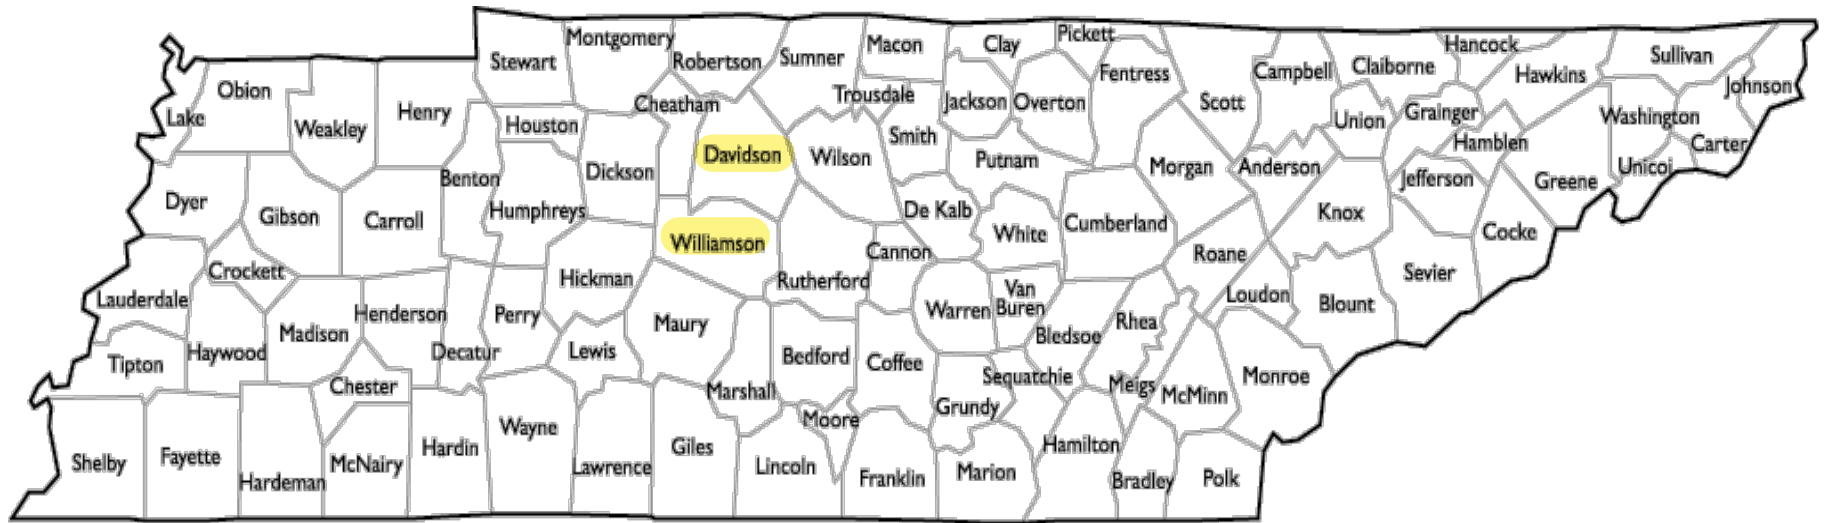 Stewart
Montgomery
Robertson
Sumner
Macon
Clay
Pickett
Fentress
Scott
Campbell
Claiborne
Hancock
Hawkins
Sullivan
Johnson
Lake
Obion
Weakley
Henry
Houston
Cheatham
Trousdale
Jackson
Overton
Union
Grainger
Hamblen
Washington
Carter
Unicoi
Dyer
Gibson
Carroll
Benton
Humphreys
Dickson
Davidson
Wilson
Smith
Putnam
Morgan
Anderson
Jefferson
Greene
Crockett
Hickman
Williamson
Rutherford
Cannon
De Kalb
White
Cumberland
Roane
Knox
Cocke
Sevier
Lauderdale
Tipton
Haywood
Madison
Henderson
Decatur
Perry
Lewis
Maury
Marshall
Bedford
Coffee
Warren
Van
Buren
Bledsoe
Rhea
Loudon
Blount
Chester
Sequatchie
Grundy
Meigs
McMinn
Monroe
Shelby
Fayette
Hardeman
McNairy
Hardin
Wayne
Lawrence
Giles
Lincoln
Moore
Franklin
Marion
Hamilton
Bradley
Polk